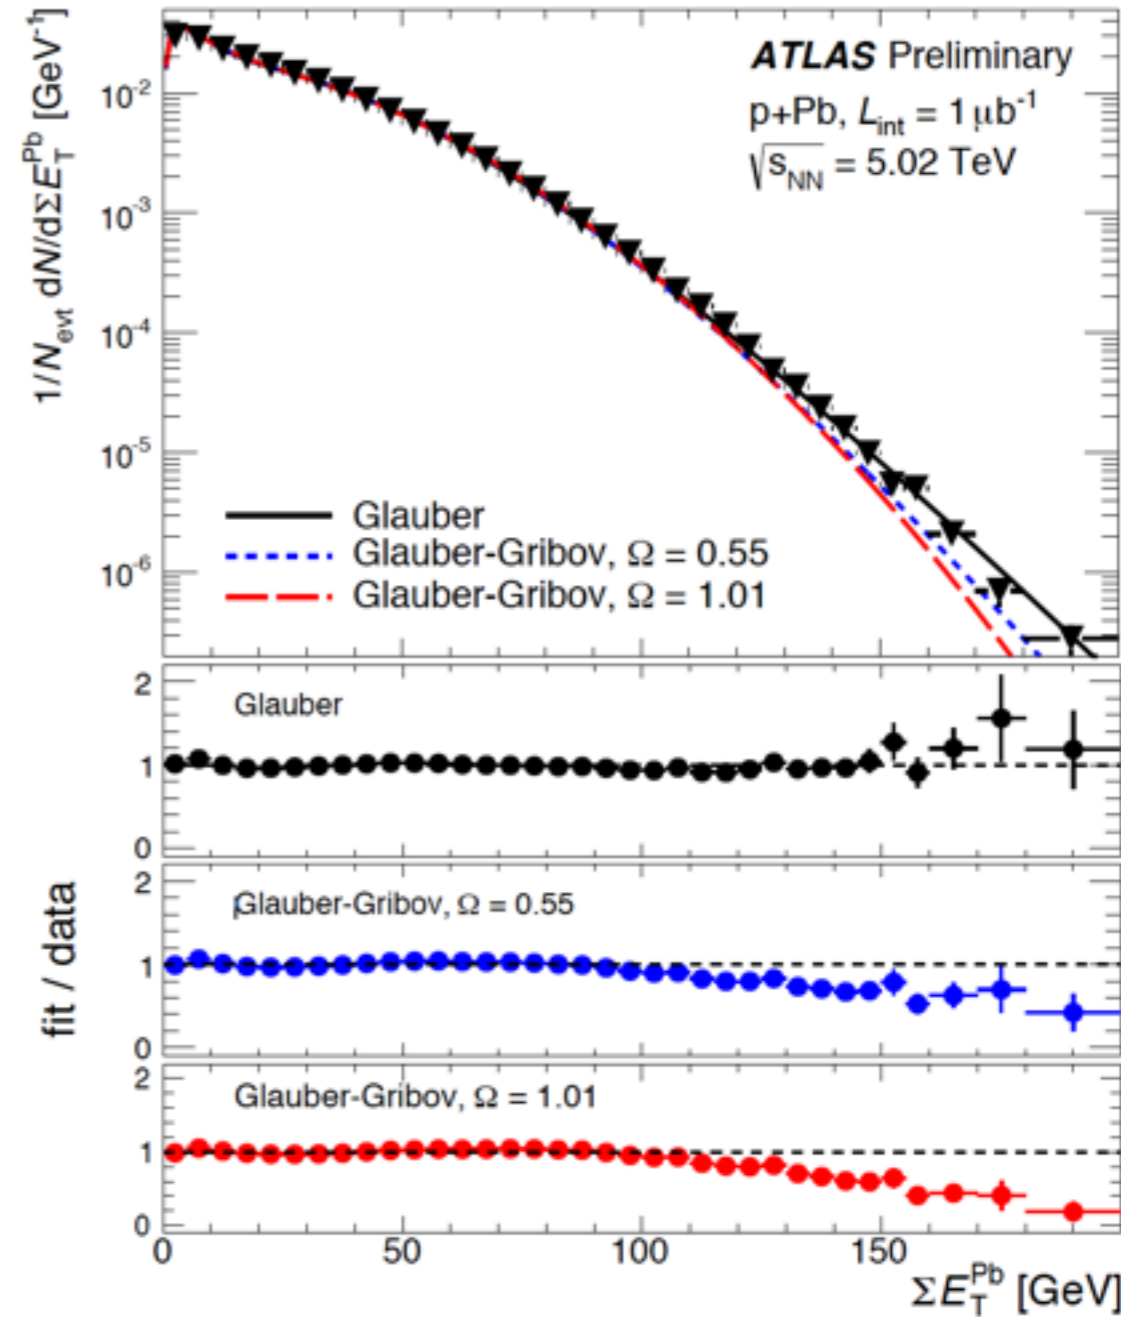 1/N_evt dN/dΣE_T^Pb [GeV⁻¹]
10⁻²
10⁻³
10⁻⁴
10⁻⁵
10⁻⁶
ATLAS Preliminary
p+Pb, L_int = 1 μb⁻¹
√s_NN = 5.02 TeV
Glauber
Glauber-Gribov, Ω = 0.55
Glauber-Gribov, Ω = 1.01
fit / data
2
1
0
Glauber
2
1
0
Glauber-Gribov, Ω = 0.55
2
1
0
Glauber-Gribov, Ω = 1.01
0 50 100 150
ΣE_T^Pb [GeV]